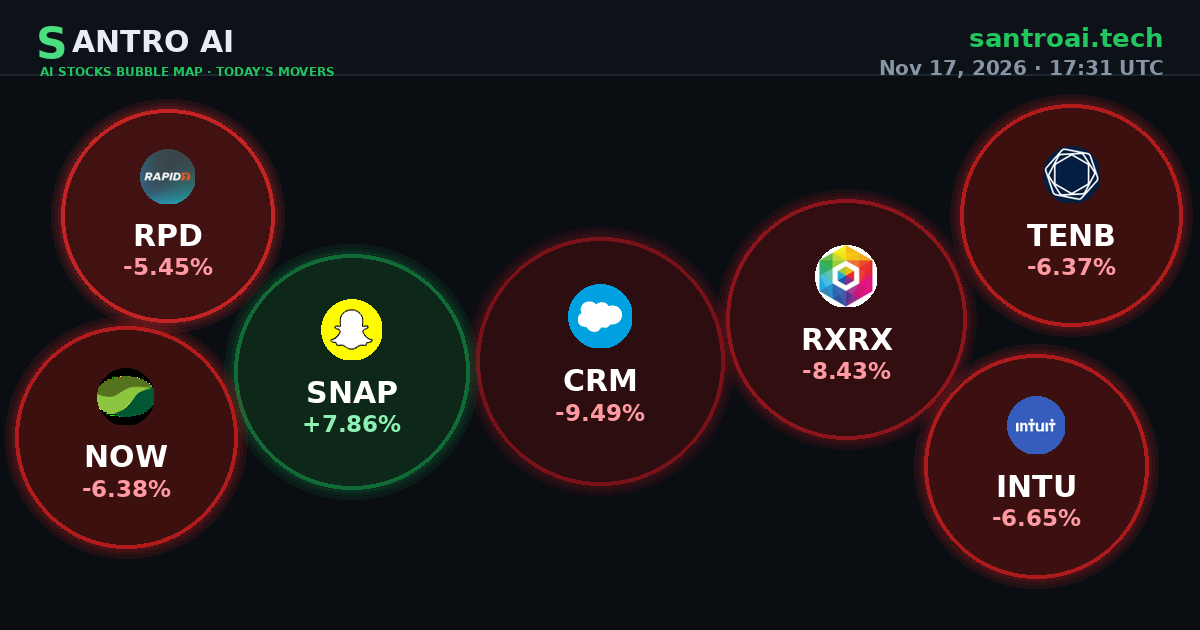 SANTRO AI
AI STOCKS BUBBLE MAP · TODAY'S MOVERS
santroai.tech
Nov 17, 2026 · 17:31 UTC
RAPID7
RPD
-5.45%
NOW
-6.38%
SNAP
+7.86%
CRM
-9.49%
RXRX
-8.43%
TENB
-6.37%
intuit
INTU
-6.65%